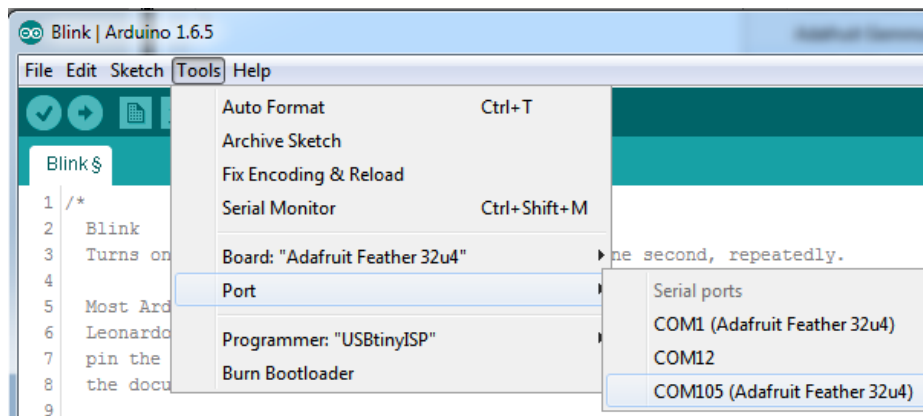 Blink | Arduino 1.6.5
File Edit Sketch Tools Help
Auto Format Ctrl+T
Archive Sketch
Fix Encoding & Reload
Serial Monitor Ctrl+Shift+M
Board: "Adafruit Feather 32u4"
Port
Programmer: "USBtinyISP"
Burn Bootloader
Serial ports
COM1 (Adafruit Feather 32u4)
COM12
COM105 (Adafruit Feather 32u4)
Blink §
1 /*
2 Blink
3 Turns on ne second, repeatedly.
4
5 Most Ard
6 Leonardo
7 pin the
8 the docu
9